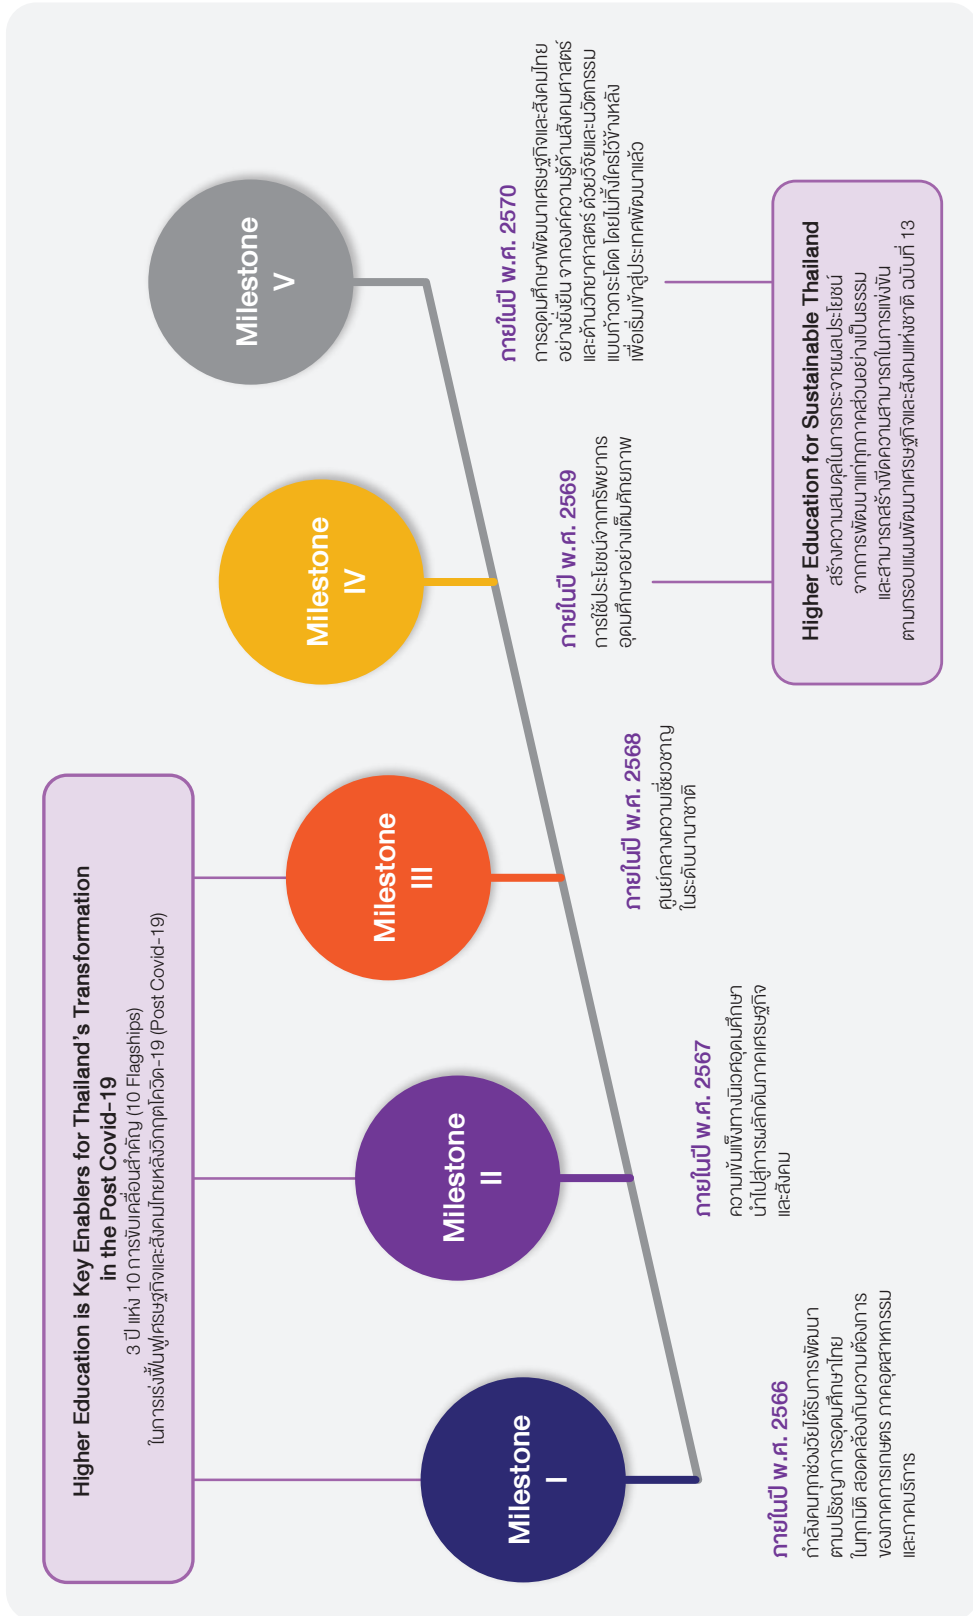 Higher Education is Key Enablers for Thailand's Transformation
in the Post Covid-19
3 ปี แห่ง 10 การขับเคลื่อนสำคัญ (10 Flagships)
ในการเร่งฟื้นฟูเศรษฐกิจและสังคมไทยหลังวิกฤตโควิด-19 (Post Covid-19)
Milestone
I
Milestone
II
Milestone
III
Milestone
IV
Milestone
V
ภายในปี พ.ศ. 2566
กำลังคนทุกช่วงวัยได้รับการพัฒนา
ตามปรัชญาการอุดมศึกษาไทย
ในทุกมิติ สอดคล้องกับความต้องการ
ของภาคการเกษตร ภาคอุตสาหกรรม
และภาคบริการ
ภายในปี พ.ศ. 2567
ความเข้มแข็งทางนิเวศอุดมศึกษา
นำไปสู่การผลักดันภาคเศรษฐกิจ
และสังคม
ภายในปี พ.ศ. 2568
ศูนย์กลางความเชี่ยวชาญ
ในระดับนานาชาติ
ภายในปี พ.ศ. 2569
การใช้ประโยชน์จากทรัพยากร
อุดมศึกษาอย่างเต็มศักยภาพ
ภายในปี พ.ศ. 2570
การอุดมศึกษาพัฒนาเศรษฐกิจและสังคมไทย
อย่างยั่งยืน จากองค์ความรู้ด้านสังคมศาสตร์
และด้านวิทยาศาสตร์ ด้วยวิจัยและนวัตกรรม
แบบก้าวกระโดด โดยไม่ทิ้งใครไว้ข้างหลัง
เพื่อเริ่มเข้าสู่ประเทศพัฒนาแล้ว
Higher Education for Sustainable Thailand
สร้างความสมดุลในการกระจายผลประโยชน์
จากการพัฒนาแก่ทุกภาคส่วนอย่างเป็นธรรม
และสามารถสร้างขีดความสามารถในการแข่งขัน
ตามกรอบแผนพัฒนาเศรษฐกิจและสังคมแห่งชาติ ฉบับที่ 13